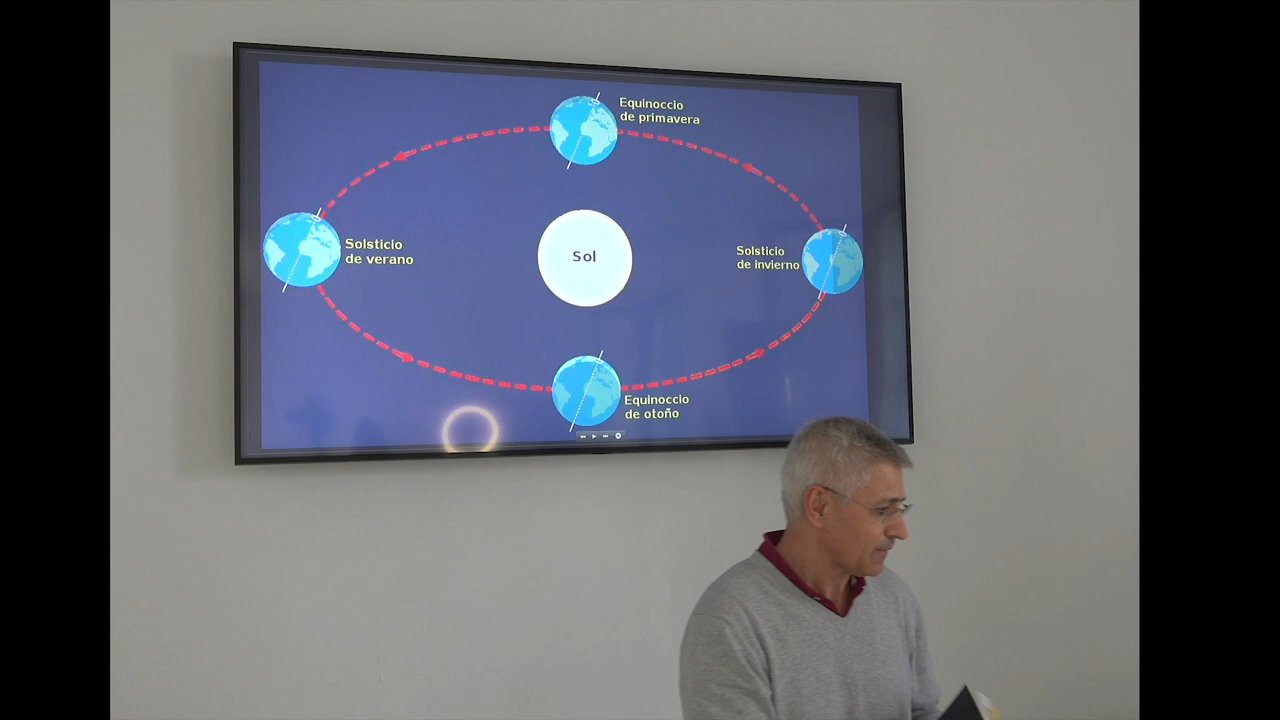 Equinoccio
de primavera
Solsticio
de verano
Sol
Solsticio
de invierno
Equinoccio
de otoño